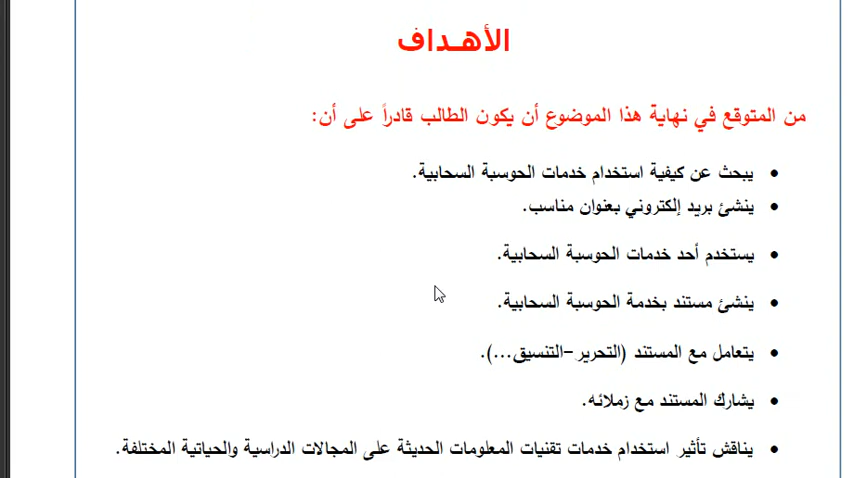 الأهـداف
من المتوقع في نهاية هذا الموضوع أن يكون الطالب قادراً على أن:
• يبحث عن كيفية استخدام خدمات الحوسبة السحابية.
• ينشئ بريد إلكتروني بعنوان مناسب.
• يستخدم أحد خدمات الحوسبة السحابية.
• ينشئ مستند بخدمة الحوسبة السحابية.
• يتعامل مع المستند (التحرير-التنسيق...).
• يشارك المستند مع زملائه.
• يناقش تأثير استخدام خدمات تقنيات المعلومات الحديثة على المجالات الدراسية والحياتية المختلفة.